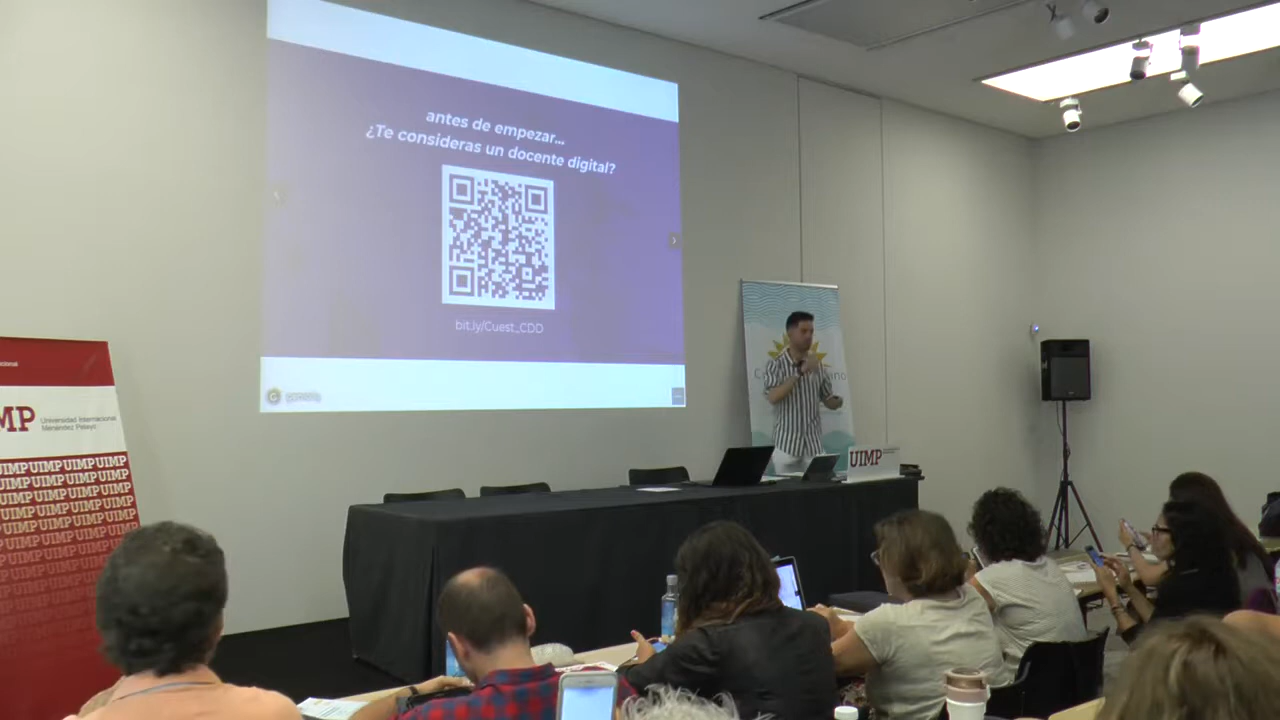 antes de empezar...
¿Te consideras un docente digital?
bit.ly/Cuest_CDD
MP
Universidad Internacional
Menéndez Pelayo
UIMP UIMP UIMP UIMP
UIMP UIMP UIMP UIMP
UIMP UIMP UIMP UIMP
UIMP UIMP UIMP UIMP
UIMP